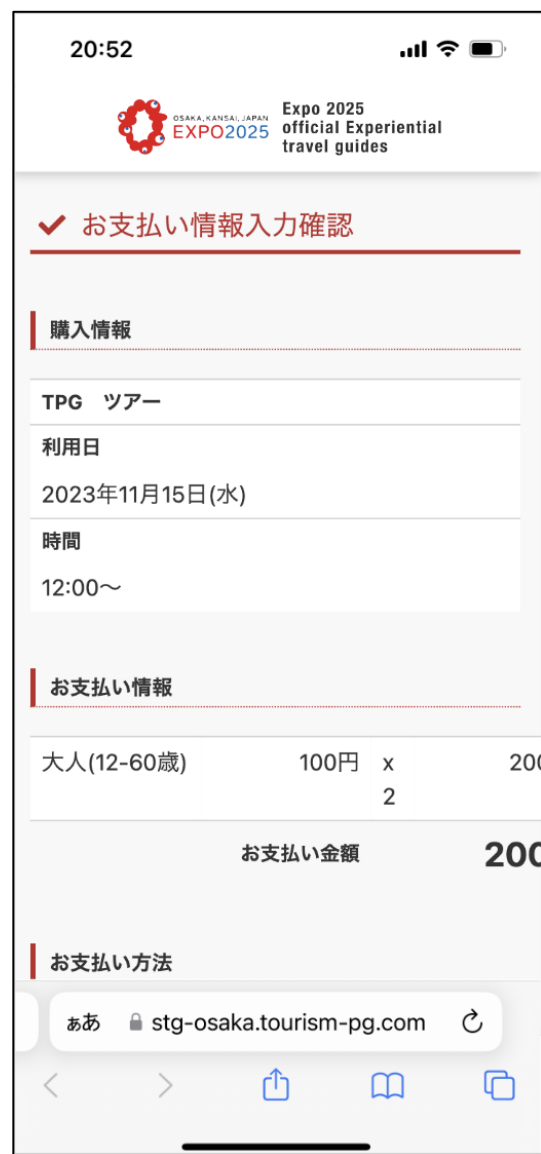 20:52
OSAKA, KANSAI, JAPAN
EXPO2025
Expo 2025
official Experiential
travel guides
お支払い情報入力確認
購入情報
TPG ツアー
利用日
2023年11月15日(水)
時間
12:00〜
お支払い情報
大人(12-60歳) 100円 x 200
2
お支払い金額 200
お支払い方法
ぁあ stg-osaka.tourism-pg.com